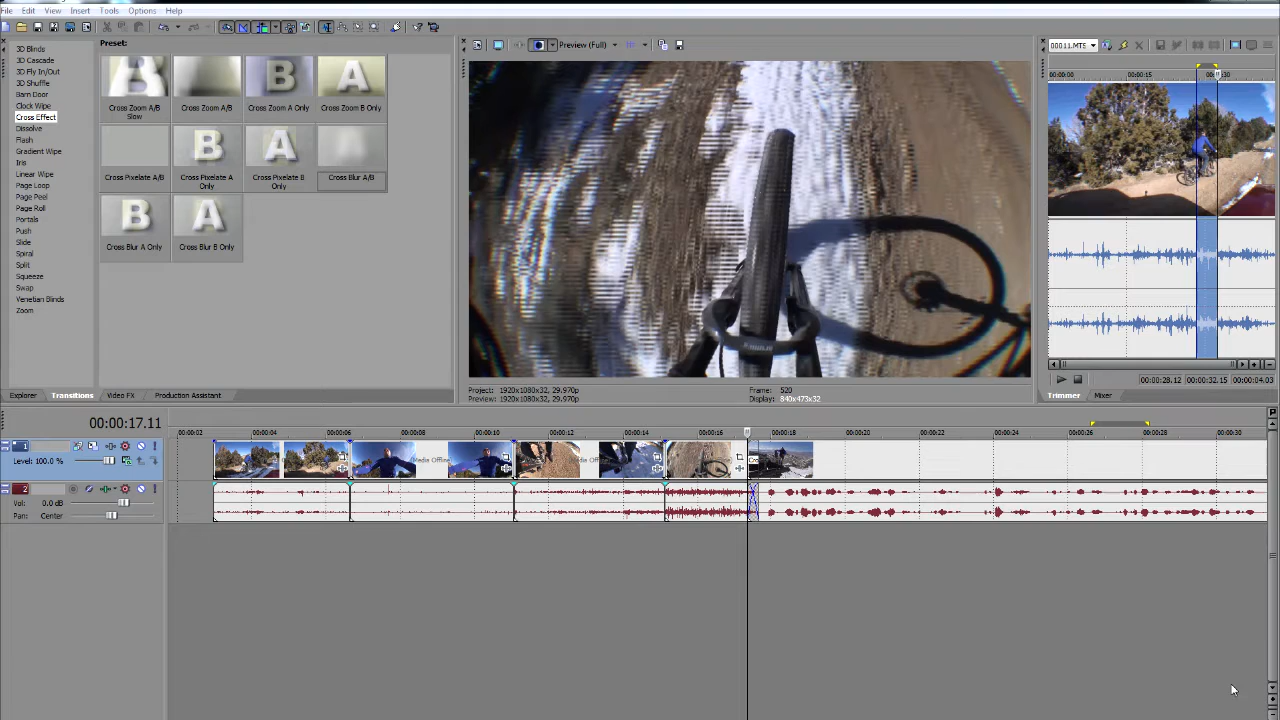 File Edit View Insert Tools Options Help
3D Blinds
3D Cascade
3D Fly In/Out
3D Shuffle
Barn Door
Clock Wipe
Cross Effect
Dissolve
Flash
Gradient Wipe
Iris
Linear Wipe
Page Loop
Page Peel
Page Roll
Portals
Push
Slide
Spiral
Split
Squeeze
Swap
Venetian Blinds
Zoom
Preset:
Cross Zoom A/B Slow
Cross Zoom A/B
Cross Zoom A Only
Cross Zoom B Only
Cross Pixelate A/B
Cross Pixelate A Only
Cross Pixelate B Only
Cross Blur A/B
Cross Blur A Only
Cross Blur B Only
Explorer Transitions Video FX Production Assistant
Preview (Full)
Project: 1920x1080x32, 29.970p
Preview: 1920x1080x32, 29.970p
Frame: 520
Display: 840x473x32
00011.MTS
00:00:00 00:00:15 00:00:30
00:00:28.12 00:00:32.15 00:00:04.03
Trimmer Mixer
00:00:17.11
00:00:02 00:00:04 00:00:06 00:00:08 00:00:10 00:00:12 00:00:14 00:00:16 00:00:18 00:00:20 00:00:22 00:00:24 00:00:26 00:00:28 00:00:30
1
Level: 100.0 %
Media Offline
2
Vol: 0.0 dB
Pan: Center